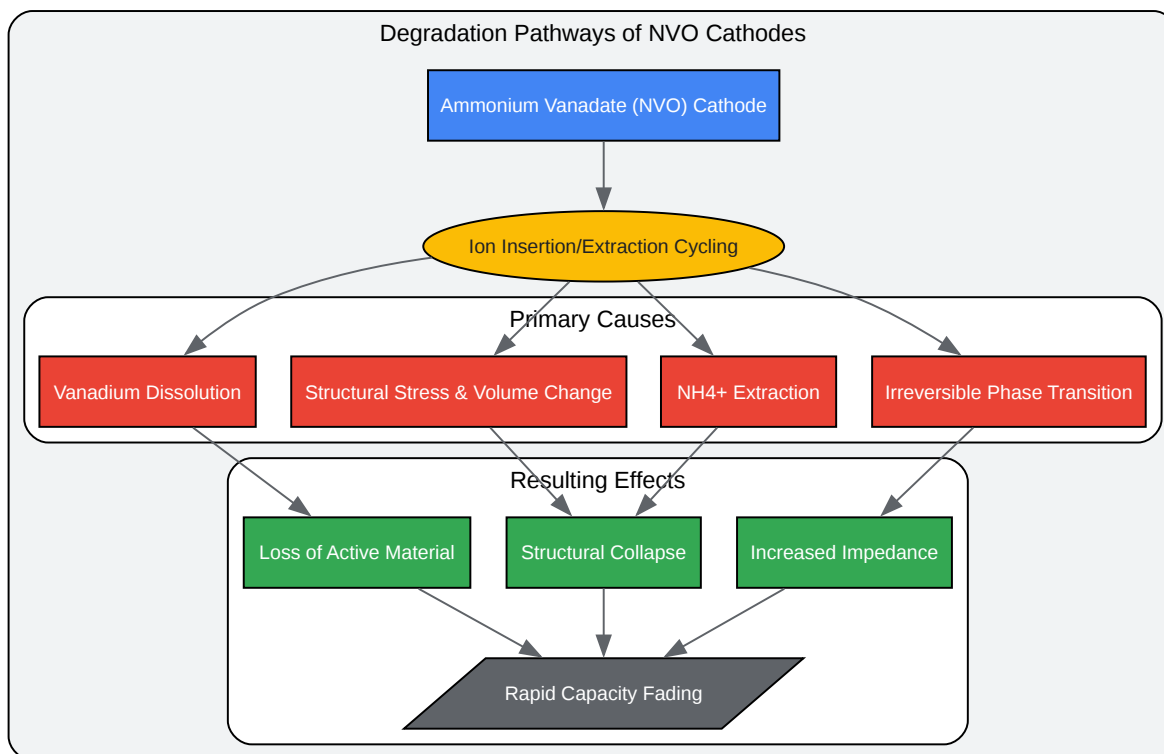 Degradation Pathways of NVO Cathodes
Ammonium Vanadate (NVO) Cathode
Ion Insertion/Extraction Cycling
Primary Causes
Vanadium Dissolution
Structural Stress & Volume Change
NH4+ Extraction
Irreversible Phase Transition
Resulting Effects
Loss of Active Material
Structural Collapse
Increased Impedance
Rapid Capacity Fading